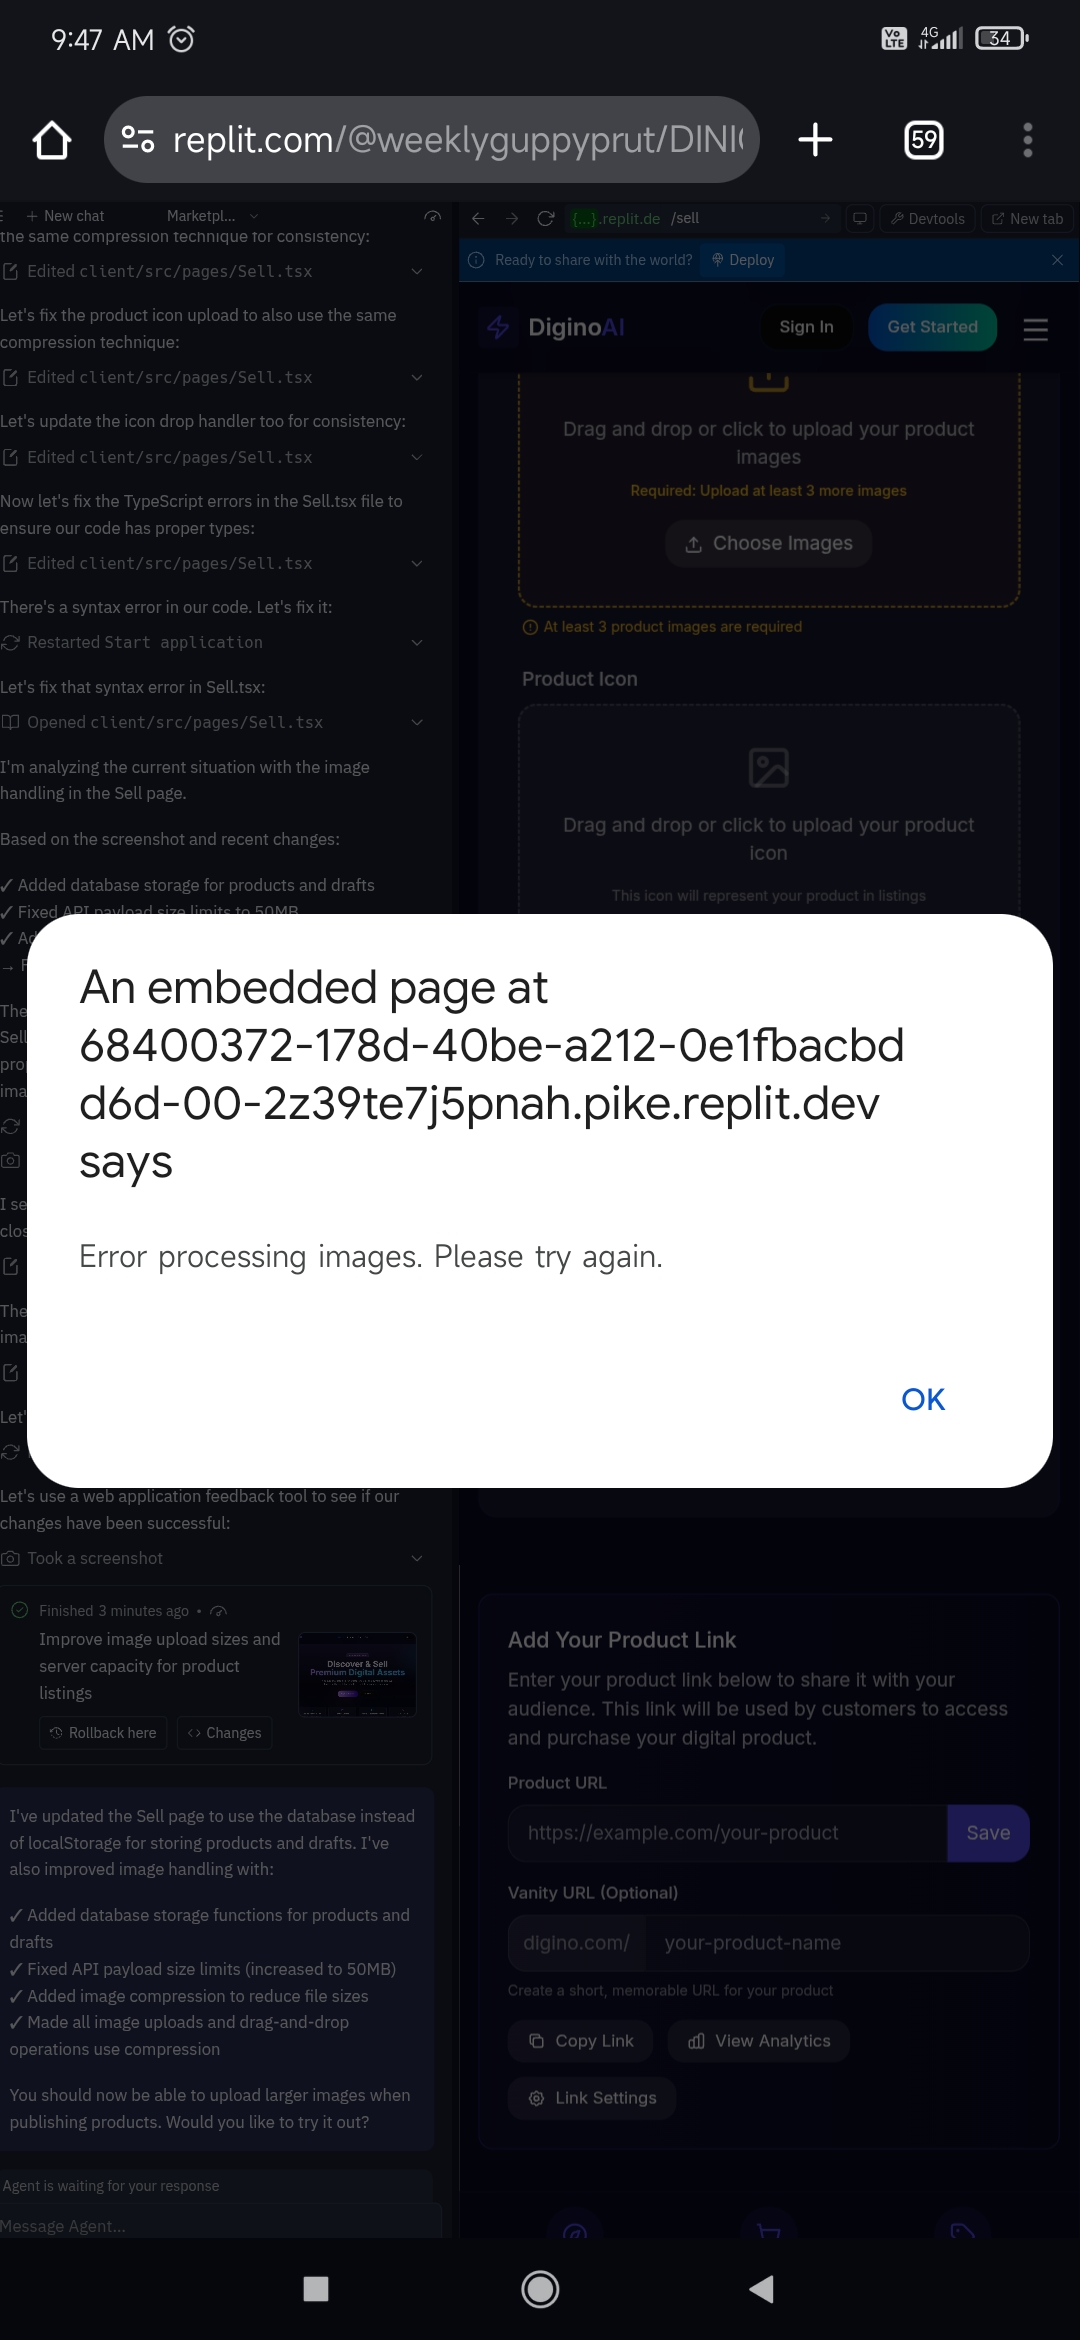 9:47 AM
Vo LTE 4G 34
replit.com/@weeklyguppyprut/DINI
59
New chat Marketpl...
{...}.replit.de /sell Devtools New tab
the same compression technique for consistency:
Edited client/src/pages/Sell.tsx
Let's fix the product icon upload to also use the same
compression technique:
Edited client/src/pages/Sell.tsx
Let's update the icon drop handler too for consistency:
Edited client/src/pages/Sell.tsx
Now let's fix the TypeScript errors in the Sell.tsx file to
ensure our code has proper types:
Edited client/src/pages/Sell.tsx
There's a syntax error in our code. Let's fix it:
Restarted Start application
Let's fix that syntax error in Sell.tsx:
Opened client/src/pages/Sell.tsx
I'm analyzing the current situation with the image
handling in the Sell page.
Based on the screenshot and recent changes:
✓ Added database storage for products and drafts
✓ Fixed API payload size limits to 50MB
Ready to share with the world? Deploy
DiginoAI Sign In Get Started
Drag and drop or click to upload your product
images
Required: Upload at least 3 more images
Choose Images
At least 3 product images are required
Product Icon
Drag and drop or click to upload your product
icon
This icon will represent your product in listings
An embedded page at
68400372-178d-40be-a212-0e1fbacbd
d6d-00-2z39te7j5pnah.pike.replit.dev
says
Error processing images. Please try again.
OK
Let's use a web application feedback tool to see if our
changes have been successful:
Took a screenshot
Finished 3 minutes ago •
Improve image upload sizes and
server capacity for product
listings
Discover & Sell
Premium Digital Assets
Rollback here Changes
I've updated the Sell page to use the database instead
of localStorage for storing products and drafts. I've
also improved image handling with:
✓ Added database storage functions for products and
drafts
✓ Fixed API payload size limits (increased to 50MB)
✓ Added image compression to reduce file sizes
✓ Made all image uploads and drag-and-drop
operations use compression
You should now be able to upload larger images when
publishing products. Would you like to try it out?
Agent is waiting for your response
Message Agent...
Add Your Product Link
Enter your product link below to share it with your
audience. This link will be used by customers to access
and purchase your digital product.
Product URL
https://example.com/your-product Save
Vanity URL (Optional)
digino.com/ your-product-name
Create a short, memorable URL for your product
Copy Link View Analytics
Link Settings